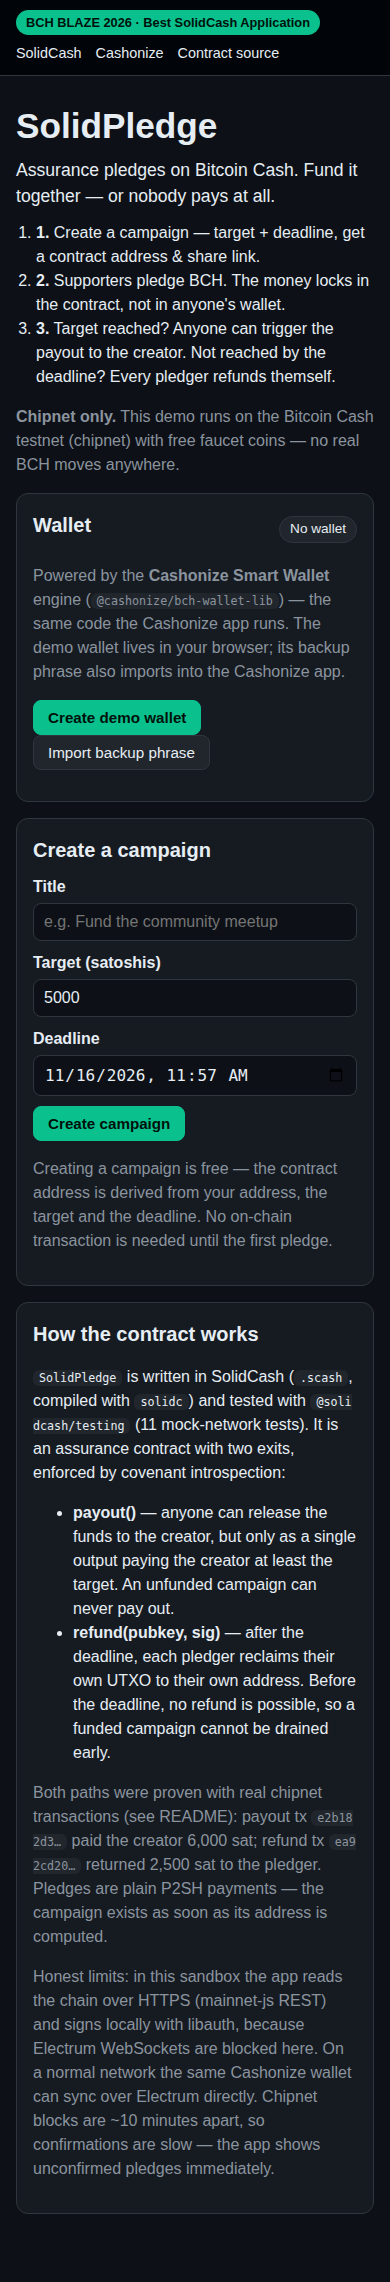 BCH BLAZE 2026 · Best SolidCash Application
SolidCash Cashonize Contract source
SolidPledge
Assurance pledges on Bitcoin Cash. Fund it
together — or nobody pays at all.
1. 1. Create a campaign — target + deadline, get
a contract address & share link.
2. 2. Supporters pledge BCH. The money locks in
the contract, not in anyone's wallet.
3. 3. Target reached? Anyone can trigger the
payout to the creator. Not reached by the
deadline? Every pledger refunds themself.
Chipnet only. This demo runs on the Bitcoin Cash
testnet (chipnet) with free faucet coins — no real
BCH moves anywhere.
Wallet
No wallet
Powered by the Cashonize Smart Wallet
engine (@cashonize/bch-wallet-lib) — the
same code the Cashonize app runs. The
demo wallet lives in your browser; its backup
phrase also imports into the Cashonize app.
Create demo wallet
Import backup phrase
Create a campaign
Title
e.g. Fund the community meetup
Target (satoshis)
5000
Deadline
11/16/2026, 11:57 AM
Create campaign
Creating a campaign is free — the contract
address is derived from your address, the
target and the deadline. No on-chain
transaction is needed until the first pledge.
How the contract works
SolidPledge is written in SolidCash (.scash,
compiled with solidc) and tested with @soli
dcash/testing (11 mock-network tests). It is
an assurance contract with two exits,
enforced by covenant introspection:
• payout() — anyone can release the
funds to the creator, but only as a single
output paying the creator at least the
target. An unfunded campaign can
never pay out.
• refund(pubkey, sig) — after the
deadline, each pledger reclaims their
own UTXO to their own address. Before
the deadline, no refund is possible, so a
funded campaign cannot be drained
early.
Both paths were proven with real chipnet
transactions (see README): payout tx e2b18
2d3… paid the creator 6,000 sat; refund tx ea9
2cd20… returned 2,500 sat to the pledger.
Pledges are plain P2SH payments — the
campaign exists as soon as its address is
computed.
Honest limits: in this sandbox the app reads
the chain over HTTPS (mainnet-js REST)
and signs locally with libauth, because
Electrum WebSockets are blocked here. On
a normal network the same Cashonize wallet
can sync over Electrum directly. Chipnet
blocks are ~10 minutes apart, so
confirmations are slow — the app shows
unconfirmed pledges immediately.